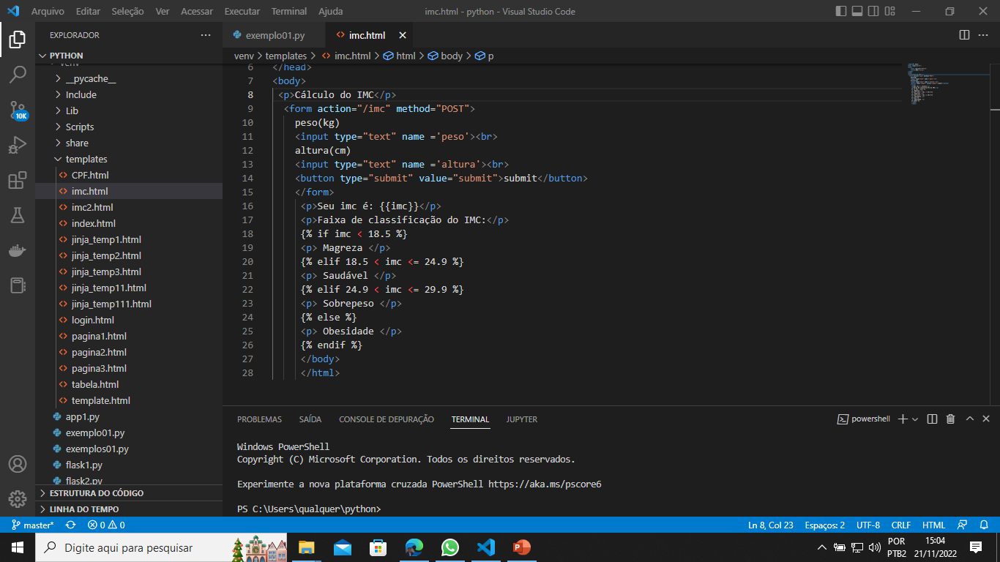 Arquivo Editar Seleção Ver Acessar Executar Terminal Ajuda
imc.html - python - Visual Studio Code
EXPLORADOR
PYTHON
venv
__pycache__
Include
Lib
Scripts
share
templates
CPF.html
imc.html
imc2.html
index.html
jinja_temp1.html
jinja_temp2.html
jinja_temp3.html
jinja_temp11.html
jinja_temp111.html
login.html
pagina1.html
pagina2.html
pagina3.html
tabela.html
template.html
app1.py
exemplo01.py
exemplos01.py
flask1.py
flask2.py
ESTRUTURA DO CÓDIGO
LINHA DO TEMPO
10K
exemplo01.py imc.html
venv > templates > imc.html > html > body > p
6 </head>
7 <body>
8 <p>Cálculo do IMC</p>
9 <form action="/imc" method="POST">
10 peso(kg)
11 <input type="text" name ='peso'><br>
12 altura(cm)
13 <input type="text" name ='altura'><br>
14 <button type="submit" value="submit">submit</button>
15 </form>
16 <p>Seu imc é: {{imc}}</p>
17 <p>Faixa de classificação do IMC:</p>
18 {% if imc < 18.5 %}
19 <p> Magreza </p>
20 {% elif 18.5 < imc <= 24.9 %}
21 <p> Saudável </p>
22 {% elif 24.9 < imc <= 29.9 %}
23 <p> Sobrepeso </p>
24 {% else %}
25 <p> Obesidade </p>
26 {% endif %}
27 </body>
28 </html>
PROBLEMAS SAÍDA CONSOLE DE DEPURAÇÃO TERMINAL JUPYTER
powershell
Windows PowerShell
Copyright (C) Microsoft Corporation. Todos os direitos reservados.
Experimente a nova plataforma cruzada PowerShell https://aka.ms/pscore6
PS C:\Users\qualquer\python>
master* 0 0
Ln 8, Col 23 Espaços: 2 UTF-8 CRLF HTML
Digite aqui para pesquisar
POR
PTB2
15:04
21/11/2022